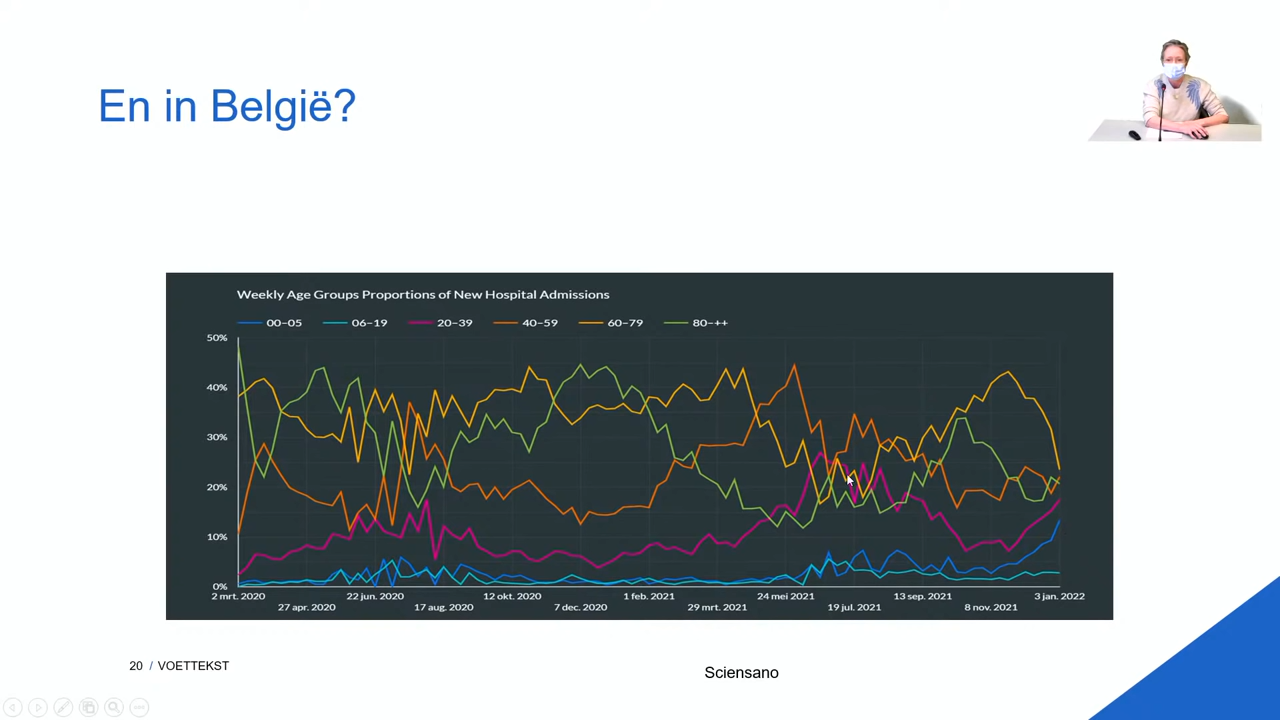 En in België?
Weekly Age Groups Proportions of New Hospital Admissions
00–05 06–19 20–39 40–59 60–79 80–++
50%
40%
30%
20%
10%
0%
2 mrt. 2020 22 jun. 2020 12 okt. 2020 1 feb. 2021 24 mei 2021 13 sep. 2021 3 jan. 2022
27 apr. 2020 17 aug. 2020 7 dec. 2020 29 mrt. 2021 19 jul. 2021 8 nov. 2021
20 / VOETTEKST
Sciensano